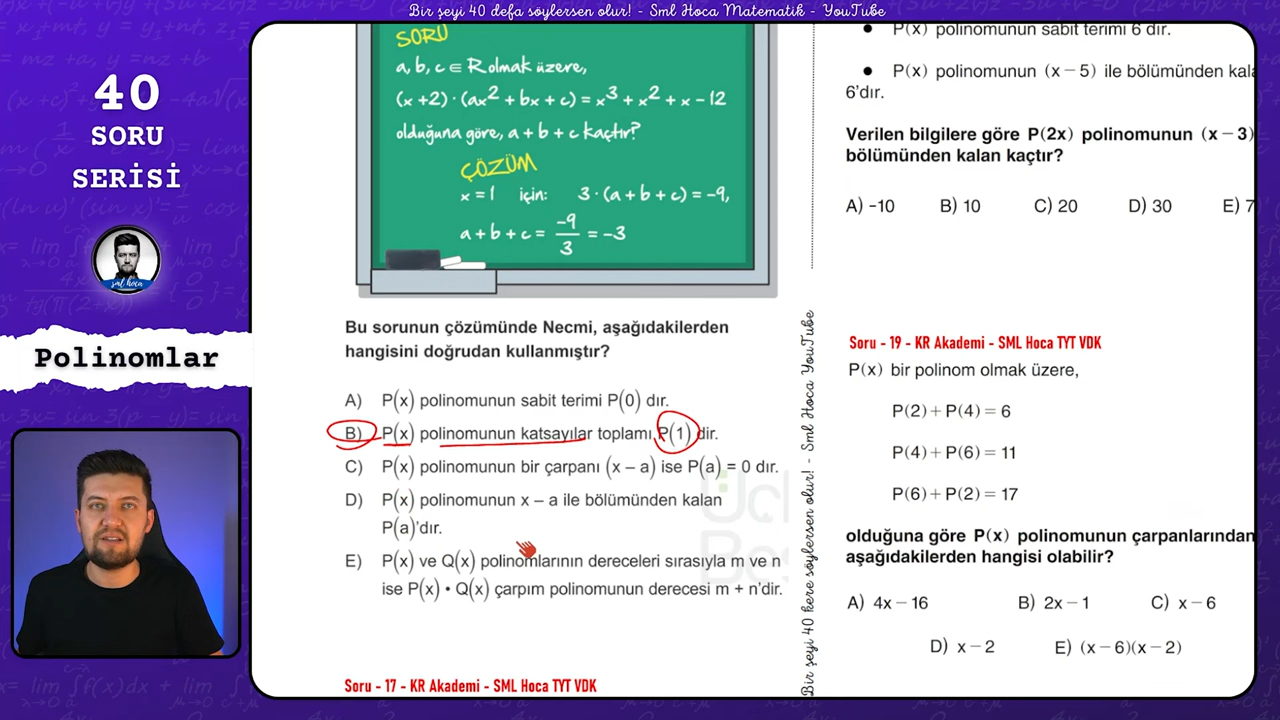 Bir şeyi 40 defa söylersen olur! - Sml Hoca Matematik - YouTube
40
SORU
SERİSİ
sml hoca
Polinomlar
SORU
a, b, c ∈ R olmak üzere,
(x+2) · (ax² + bx + c) = x³ + x² + x - 12
olduğuna göre, a + b + c kaçtır?
ÇÖZÜM
x = 1 için: 3 · (a + b + c) = -9,
a + b + c = -9/3 = -3
Bu sorunun çözümünde Necmi, aşağıdakilerden
hangisini doğrudan kullanmıştır?
A) P(x) polinomunun sabit terimi P(0) dır.
B) P(x) polinomunun katsayılar toplamı P(1) dir.
C) P(x) polinomunun bir çarpanı (x – a) ise P(a) = 0 dır.
D) P(x) polinomunun x – a ile bölümünden kalan
P(a)'dır.
E) P(x) ve Q(x) polinomlarının dereceleri sırasıyla m ve n
ise P(x) • Q(x) çarpım polinomunun derecesi m + n'dir.
Soru - 17 - KR Akademi - SML Hoca TYT VDK
Bir şeyi 40 kere söylersen olur! - Sml Hoca YouTube
● P(x) polinomunun sabit terimi 6 dır.
● P(x) polinomunun (x – 5) ile bölümünden kala
6'dır.
Verilen bilgilere göre P(2x) polinomunun (x – 3)
bölümünden kalan kaçtır?
A) -10 B) 10 C) 20 D) 30 E) 7
Soru - 19 - KR Akademi - SML Hoca TYT VDK
P(x) bir polinom olmak üzere,
P(2) + P(4) = 6
P(4) + P(6) = 11
P(6) + P(2) = 17
olduğuna göre P(x) polinomunun çarpanlarından
aşağıdakilerden hangisi olabilir?
A) 4x – 16 B) 2x – 1 C) x – 6
D) x – 2 E) (x – 6)(x – 2)